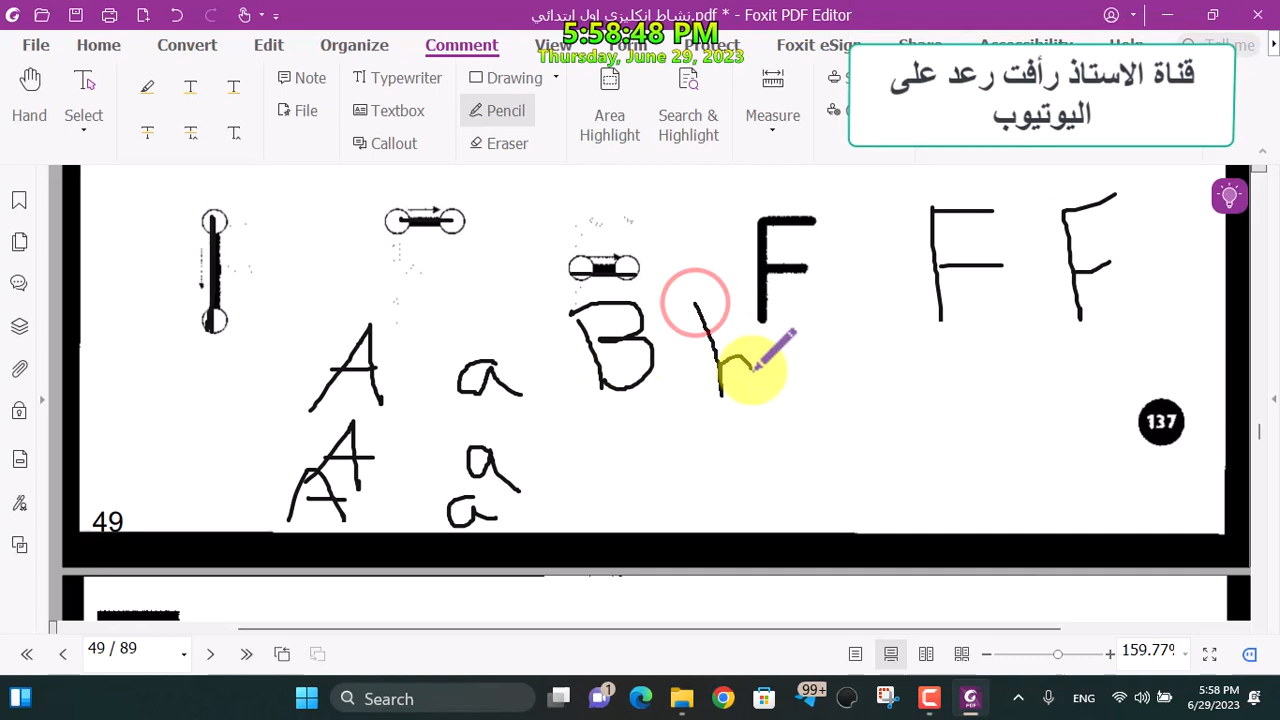 نشاط انكليزي اول ابتدائي.pdf * - Foxit PDF Editor
5:58:48 PM
Thursday, June 29, 2023
File Home Convert Edit Organize Comment View Form Protect Foxit eSign Share Accessibility Help Tell me
قناة الاستاذ رأفت رعد على
اليوتيوب
Hand
Select
Note
File
Typewriter
Textbox
Callout
Drawing
Pencil
Eraser
Area
Highlight
Search &
Highlight
Measure
F F F
A a B
A a
A a
137
49
49 / 89
159.77%
Search
1
99+
ENG
5:58 PM
6/29/2023